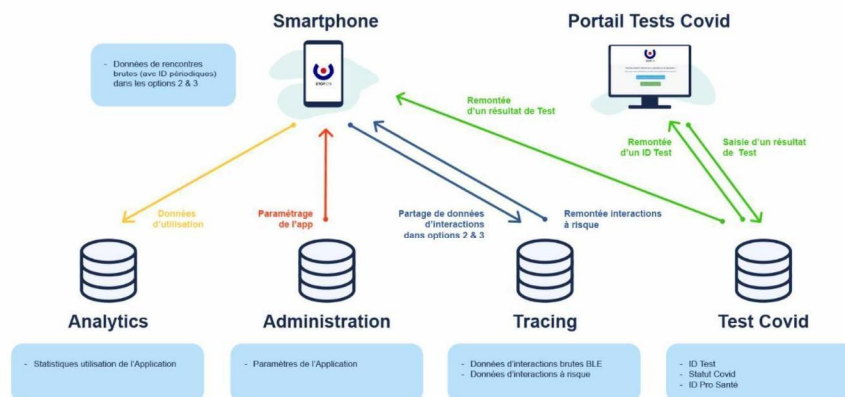 Smartphone
Portail Tests Covid
- Données de rencontres
brutes (ave ID périodiques)
dans les options 2 & 3
Remontée
d'un résultat de Test
Remontée
d'un ID Test
Saisie d'un résultat
de Test
Données
d'utilisation
Paramétrage
de l'app
Partage de données
d'interactions
dans options 2 & 3
Remontée interactions
à risque
Analytics
Administration
Tracing
Test Covid
- Statistiques utilisation de l'Application
- Paramètres de l'Application
- Données d'interactions brutes BLE
- Données d'interactions à risque
- ID Test
- Statut Covid
- ID Pro Santé